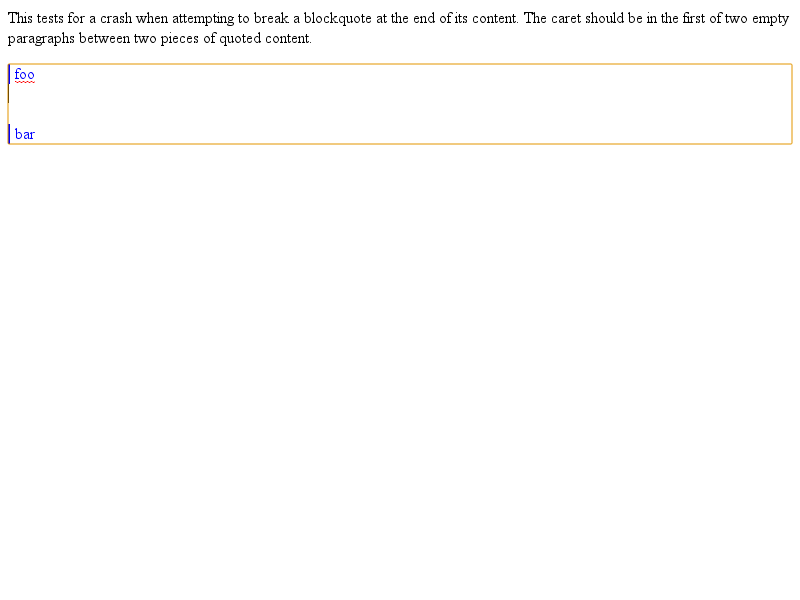 This tests for a crash when attempting to break a blockquote at the end of its content. The caret should be in the first of two empty
paragraphs between two pieces of quoted content.
foo
bar